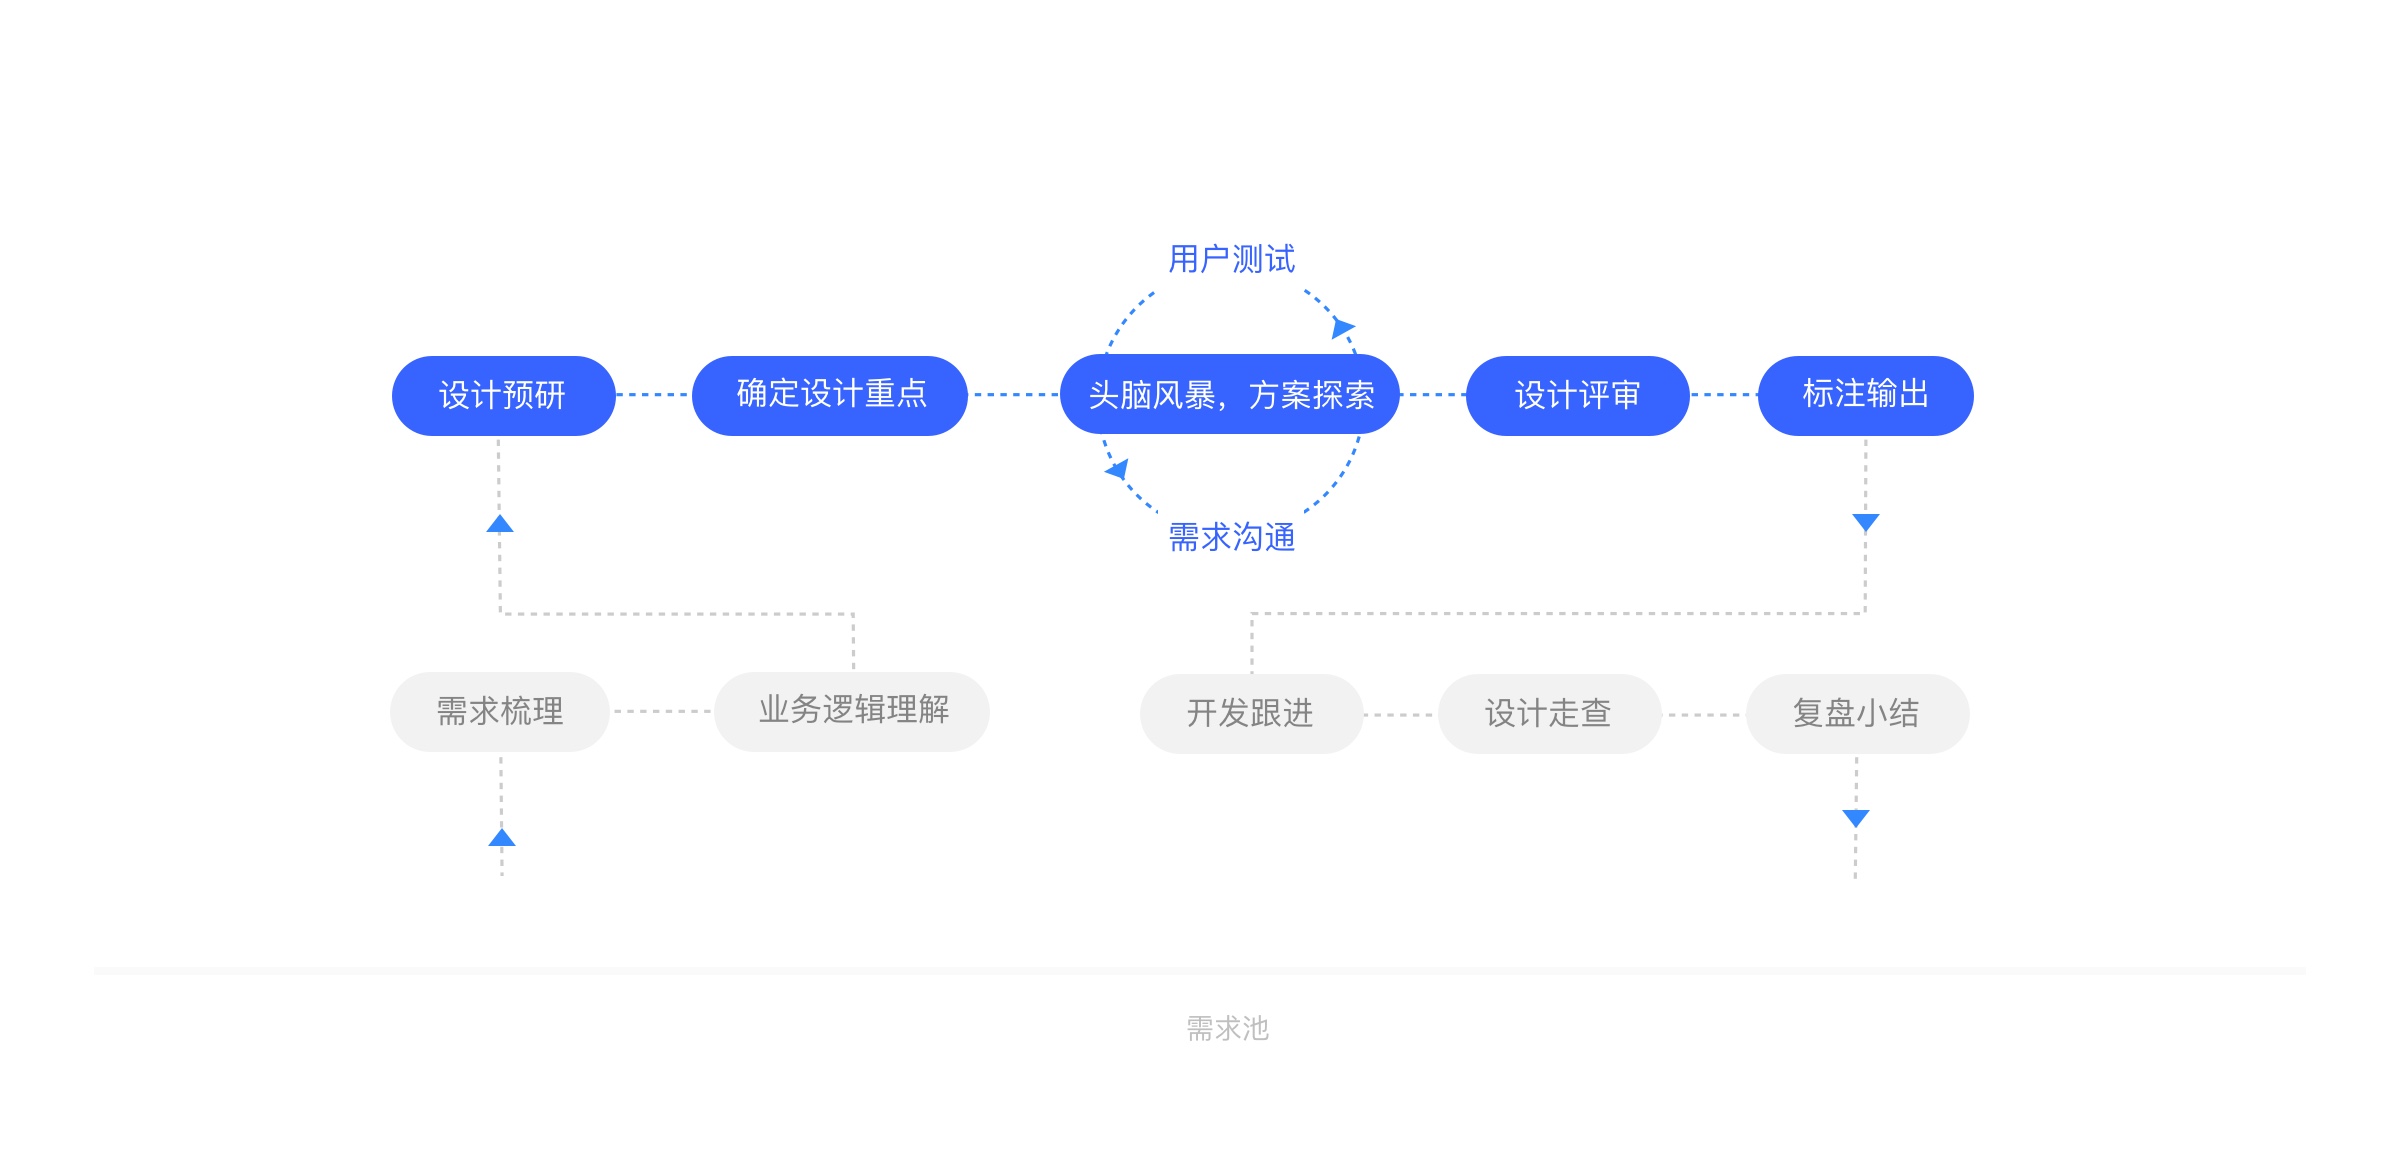 用户测试
设计预研
确定设计重点
头脑风暴，方案探索
设计评审
标注输出
需求沟通
需求梳理
业务逻辑理解
开发跟进
设计走查
复盘小结
需求池